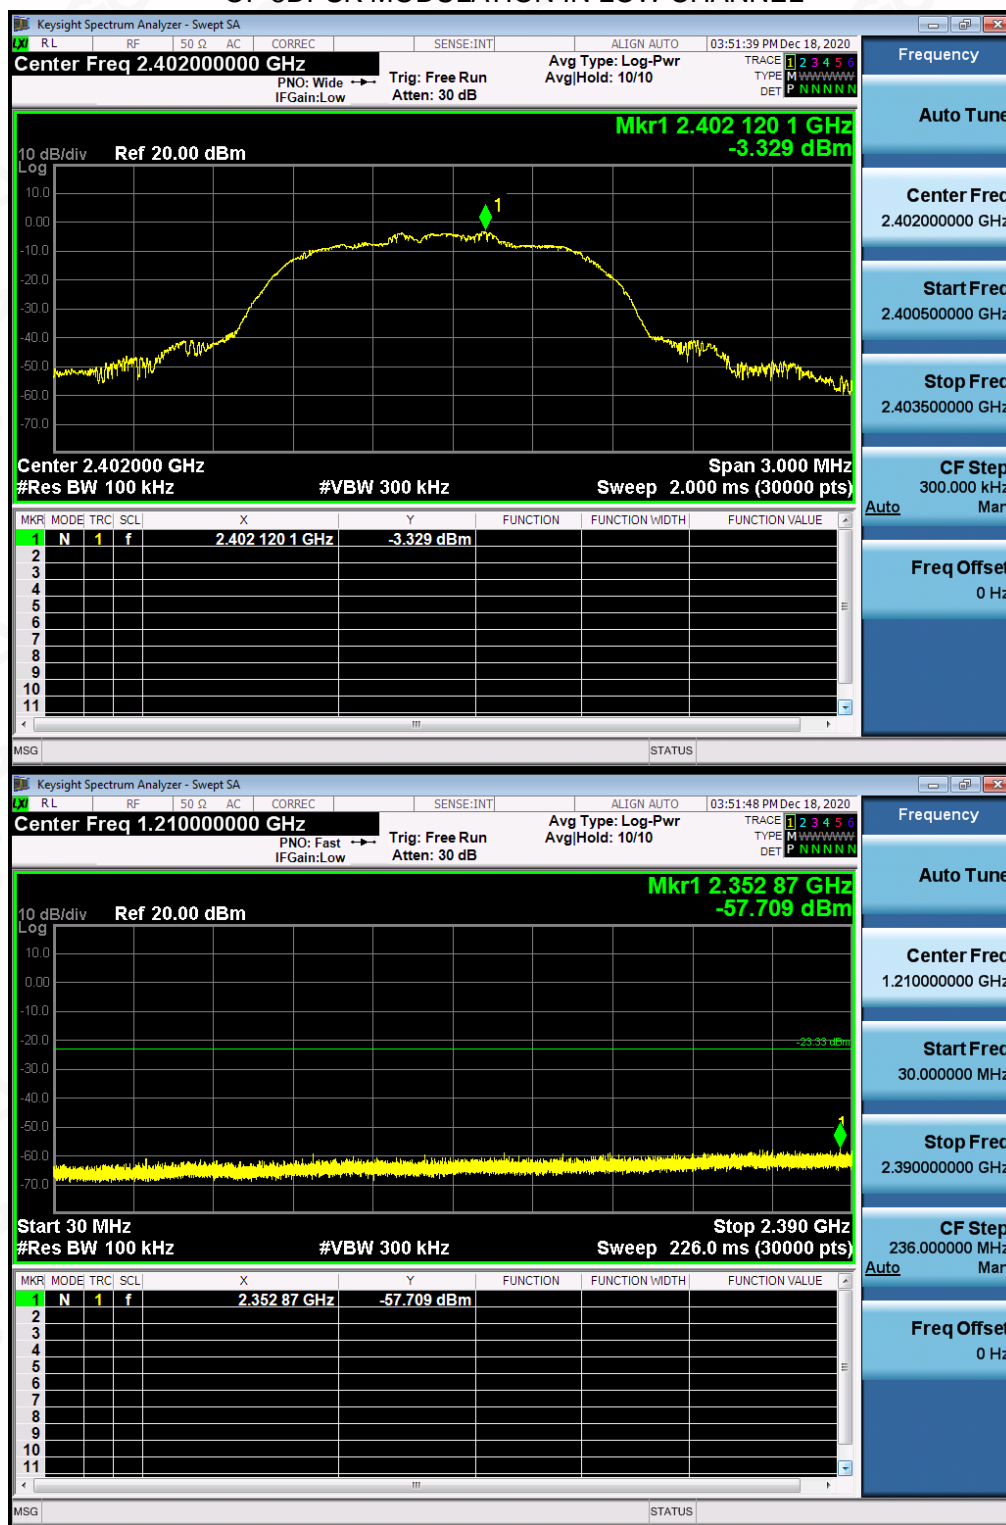 OF 8DPSK MODULATION IN LOW CHANNEL
Keysight Spectrum Analyzer - Swept SA
LXI RL RF 50 Ω AC CORREC SENSE:INT ALIGN AUTO 03:51:39 PM Dec 18, 2020
Center Freq 2.402000000 GHz
PNO: Wide
IFGain:Low
Trig: Free Run
Atten: 30 dB
Avg Type: Log-Pwr
Avg|Hold: 10/10
TRACE 1 2 3 4 5 6
TYPE M WWWWW
DET P N N N N N
Mkr1 2.402 120 1 GHz
-3.329 dBm
10 dB/div Ref 20.00 dBm
Log
10.0
0.00
-10.0
-20.0
-30.0
-40.0
-50.0
-60.0
-70.0
1
Center 2.402000 GHz Span 3.000 MHz
#Res BW 100 kHz #VBW 300 kHz Sweep 2.000 ms (30000 pts)
MKR MODE TRC SCL X Y FUNCTION FUNCTION WIDTH FUNCTION VALUE
1 N 1 f 2.402 120 1 GHz -3.329 dBm
2
3
4
5
6
7
8
9
10
11
MSG STATUS
Frequency
Auto Tune
Center Freq
2.402000000 GHz
Start Freq
2.400500000 GHz
Stop Freq
2.403500000 GHz
CF Step
300.000 kHz
Auto Man
Freq Offset
0 Hz
Keysight Spectrum Analyzer - Swept SA
LXI RL RF 50 Ω AC CORREC SENSE:INT ALIGN AUTO 03:51:48 PM Dec 18, 2020
Center Freq 1.210000000 GHz
PNO: Fast
IFGain:Low
Trig: Free Run
Atten: 30 dB
Avg Type: Log-Pwr
Avg|Hold: 10/10
TRACE 1 2 3 4 5 6
TYPE M WWWWW
DET P N N N N N
Mkr1 2.352 87 GHz
-57.709 dBm
10 dB/div Ref 20.00 dBm
Log
10.0
0.00
-10.0
-20.0
-30.0
-40.0
-50.0
-60.0
-70.0
-23.33 dBm
1
Start 30 MHz Stop 2.390 GHz
#Res BW 100 kHz #VBW 300 kHz Sweep 226.0 ms (30000 pts)
MKR MODE TRC SCL X Y FUNCTION FUNCTION WIDTH FUNCTION VALUE
1 N 1 f 2.352 87 GHz -57.709 dBm
2
3
4
5
6
7
8
9
10
11
MSG STATUS
Frequency
Auto Tune
Center Freq
1.210000000 GHz
Start Freq
30.000000 MHz
Stop Freq
2.390000000 GHz
CF Step
236.000000 MHz
Auto Man
Freq Offset
0 Hz